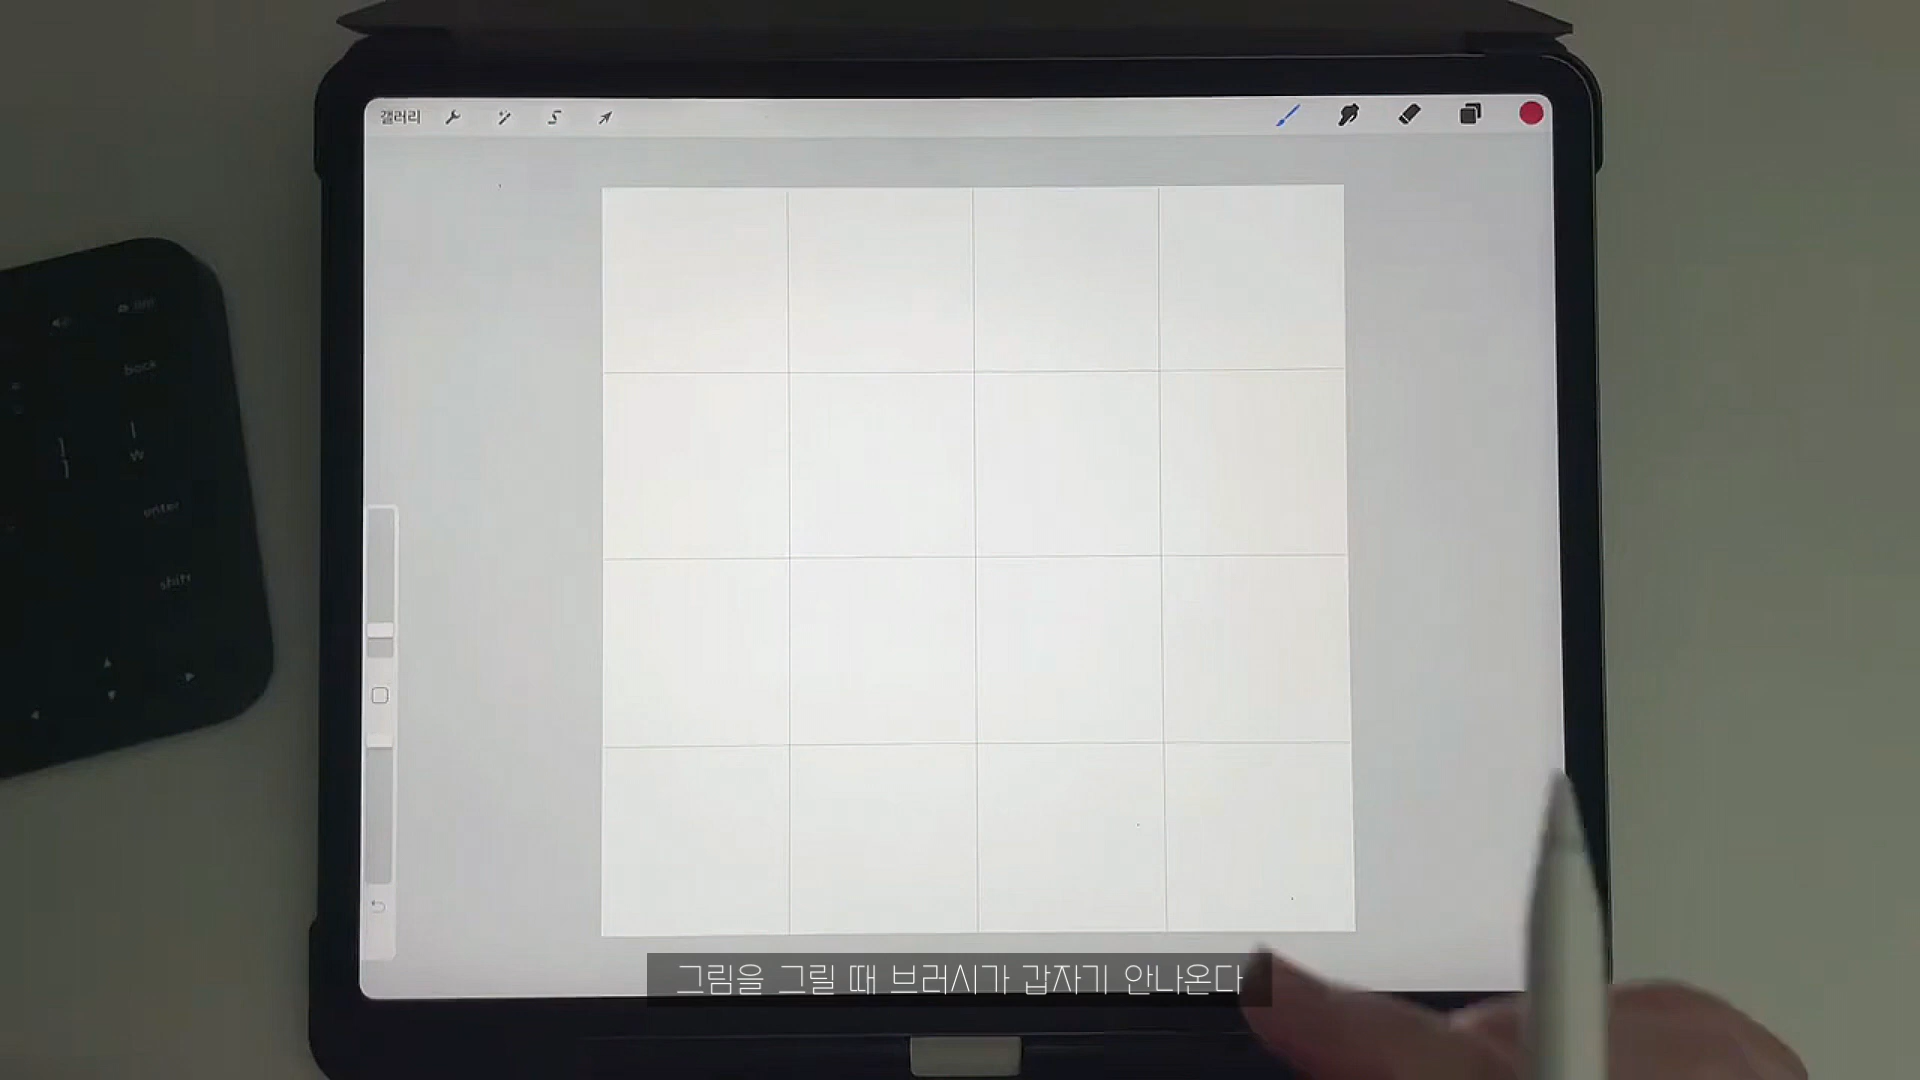 갤러리
back
enter
shift
그림을 그릴 때 브러시가 갑자기 안나온다